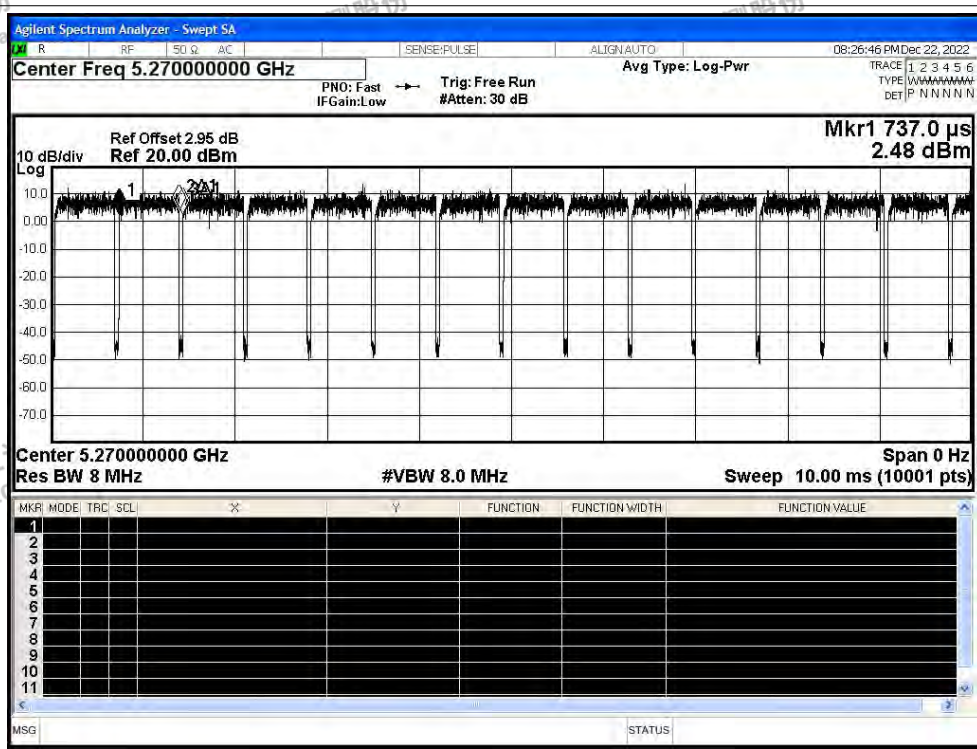 Agilent Spectrum Analyzer - Swept SA
R RF 50 Ω AC SENSE:PULSE ALIGN AUTO 08:26:46 PM Dec 22, 2022
Center Freq 5.270000000 GHz
PNO: Fast
IFGain:Low
Trig: Free Run
#Atten: 30 dB
Avg Type: Log-Pwr
TRACE 1 2 3 4 5 6
TYPE
DET P N N N N N
Mkr1 737.0 µs
2.48 dBm
Ref Offset 2.95 dB
10 dB/div Ref 20.00 dBm
Log
10.0
0.00
-10.0
-20.0
-30.0
-40.0
-50.0
-60.0
-70.0
1
Center 5.270000000 GHz Span 0 Hz
Res BW 8 MHz #VBW 8.0 MHz Sweep 10.00 ms (10001 pts)
MKR MODE TRC SCL X Y FUNCTION FUNCTION WIDTH FUNCTION VALUE
1
2
3
4
5
6
7
8
9
10
11
MSG STATUS